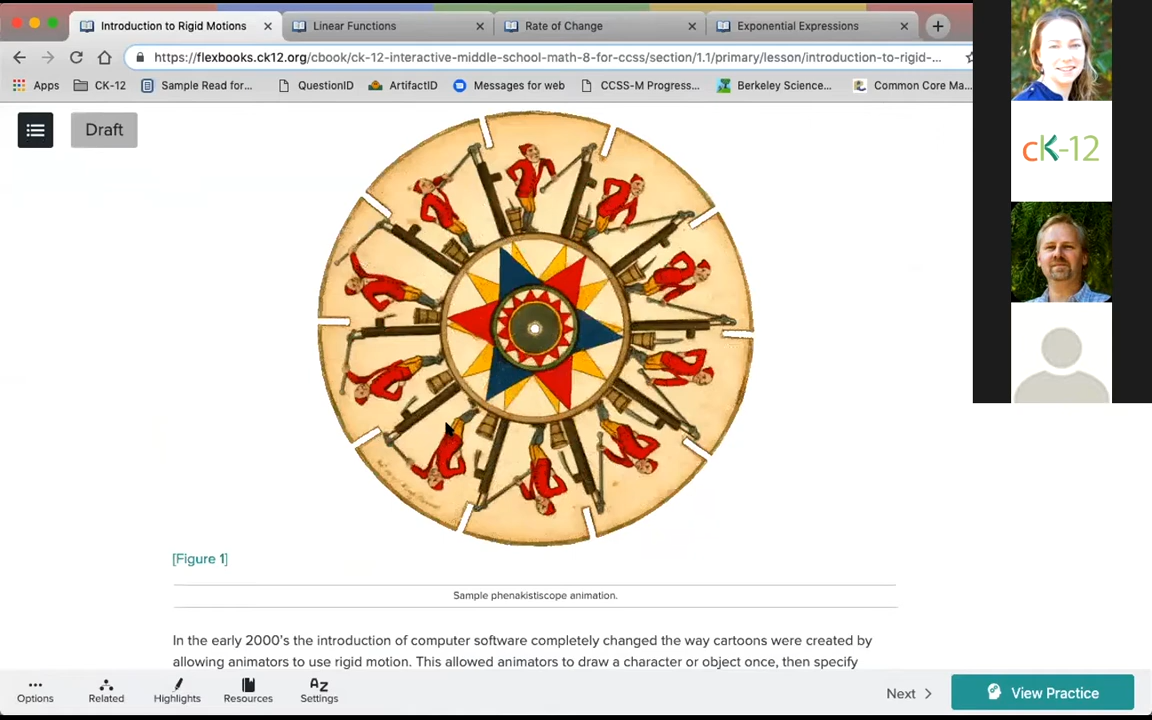 Introduction to Rigid Motions
Linear Functions
Rate of Change
Exponential Expressions
https://flexbooks.ck12.org/cbook/ck-12-interactive-middle-school-math-8-for-ccss/section/1.1/primary/lesson/introduction-to-rigid-...
Apps
CK-12
Sample Read for...
QuestionID
ArtifactID
Messages for web
CCSS-M Progress...
Berkeley Science...
Common Core Ma...
Draft
cK-12
[Figure 1]
Sample phenakistiscope animation.
In the early 2000's the introduction of computer software completely changed the way cartoons were created by
allowing animators to use rigid motion. This allowed animators to draw a character or object once, then specify
Options
Related
Highlights
AZ
Resources
Settings
Next
View Practice